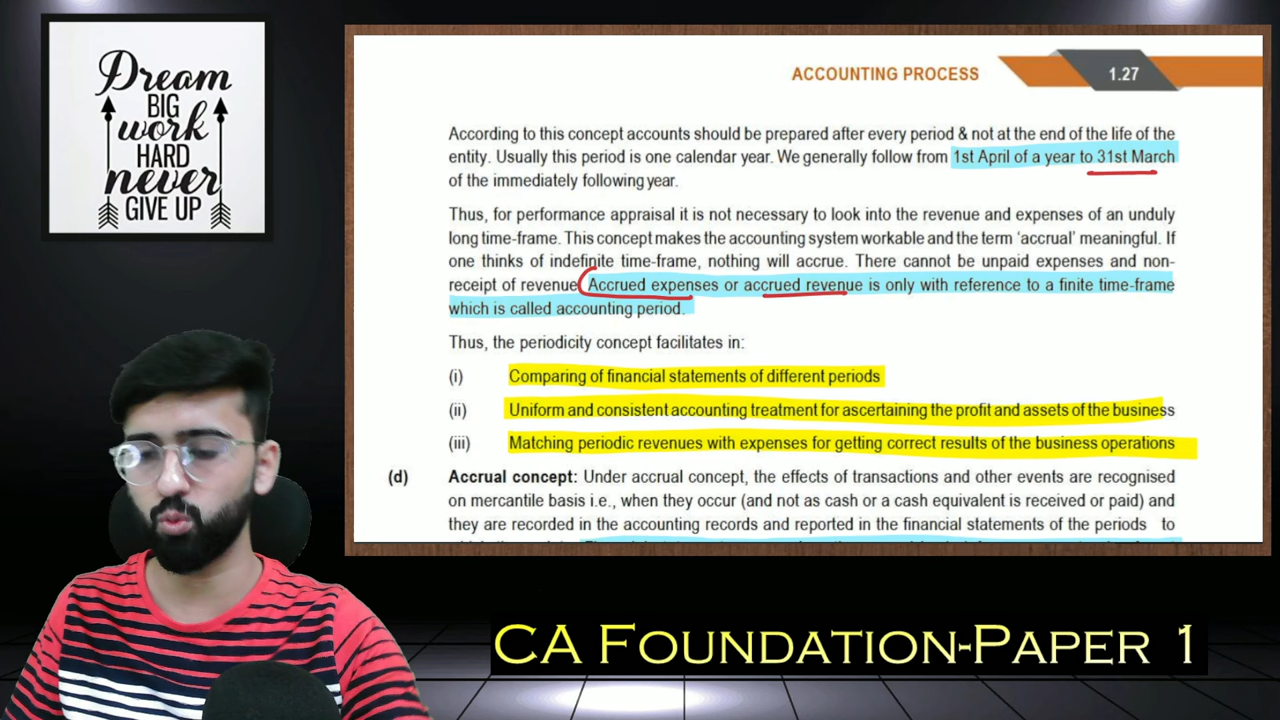 Dream
BIG
work
HARD
never
GIVE UP
ACCOUNTING PROCESS
1.27
According to this concept accounts should be prepared after every period & not at the end of the life of the
entity. Usually this period is one calendar year. We generally follow from 1st April of a year to 31st March
of the immediately following year.
Thus, for performance appraisal it is not necessary to look into the revenue and expenses of an unduly
long time-frame. This concept makes the accounting system workable and the term ‘accrual’ meaningful. If
one thinks of indefinite time-frame, nothing will accrue. There cannot be unpaid expenses and non-
receipt of revenue Accrued expenses or accrued revenue is only with reference to a finite time-frame
which is called accounting period.
Thus, the periodicity concept facilitates in:
(i) Comparing of financial statements of different periods
(ii) Uniform and consistent accounting treatment for ascertaining the profit and assets of the business
(iii) Matching periodic revenues with expenses for getting correct results of the business operations
(d) Accrual concept: Under accrual concept, the effects of transactions and other events are recognised
on mercantile basis i.e., when they occur (and not as cash or a cash equivalent is received or paid) and
they are recorded in the accounting records and reported in the financial statements of the periods to
CA FOUNDATION-PAPER 1